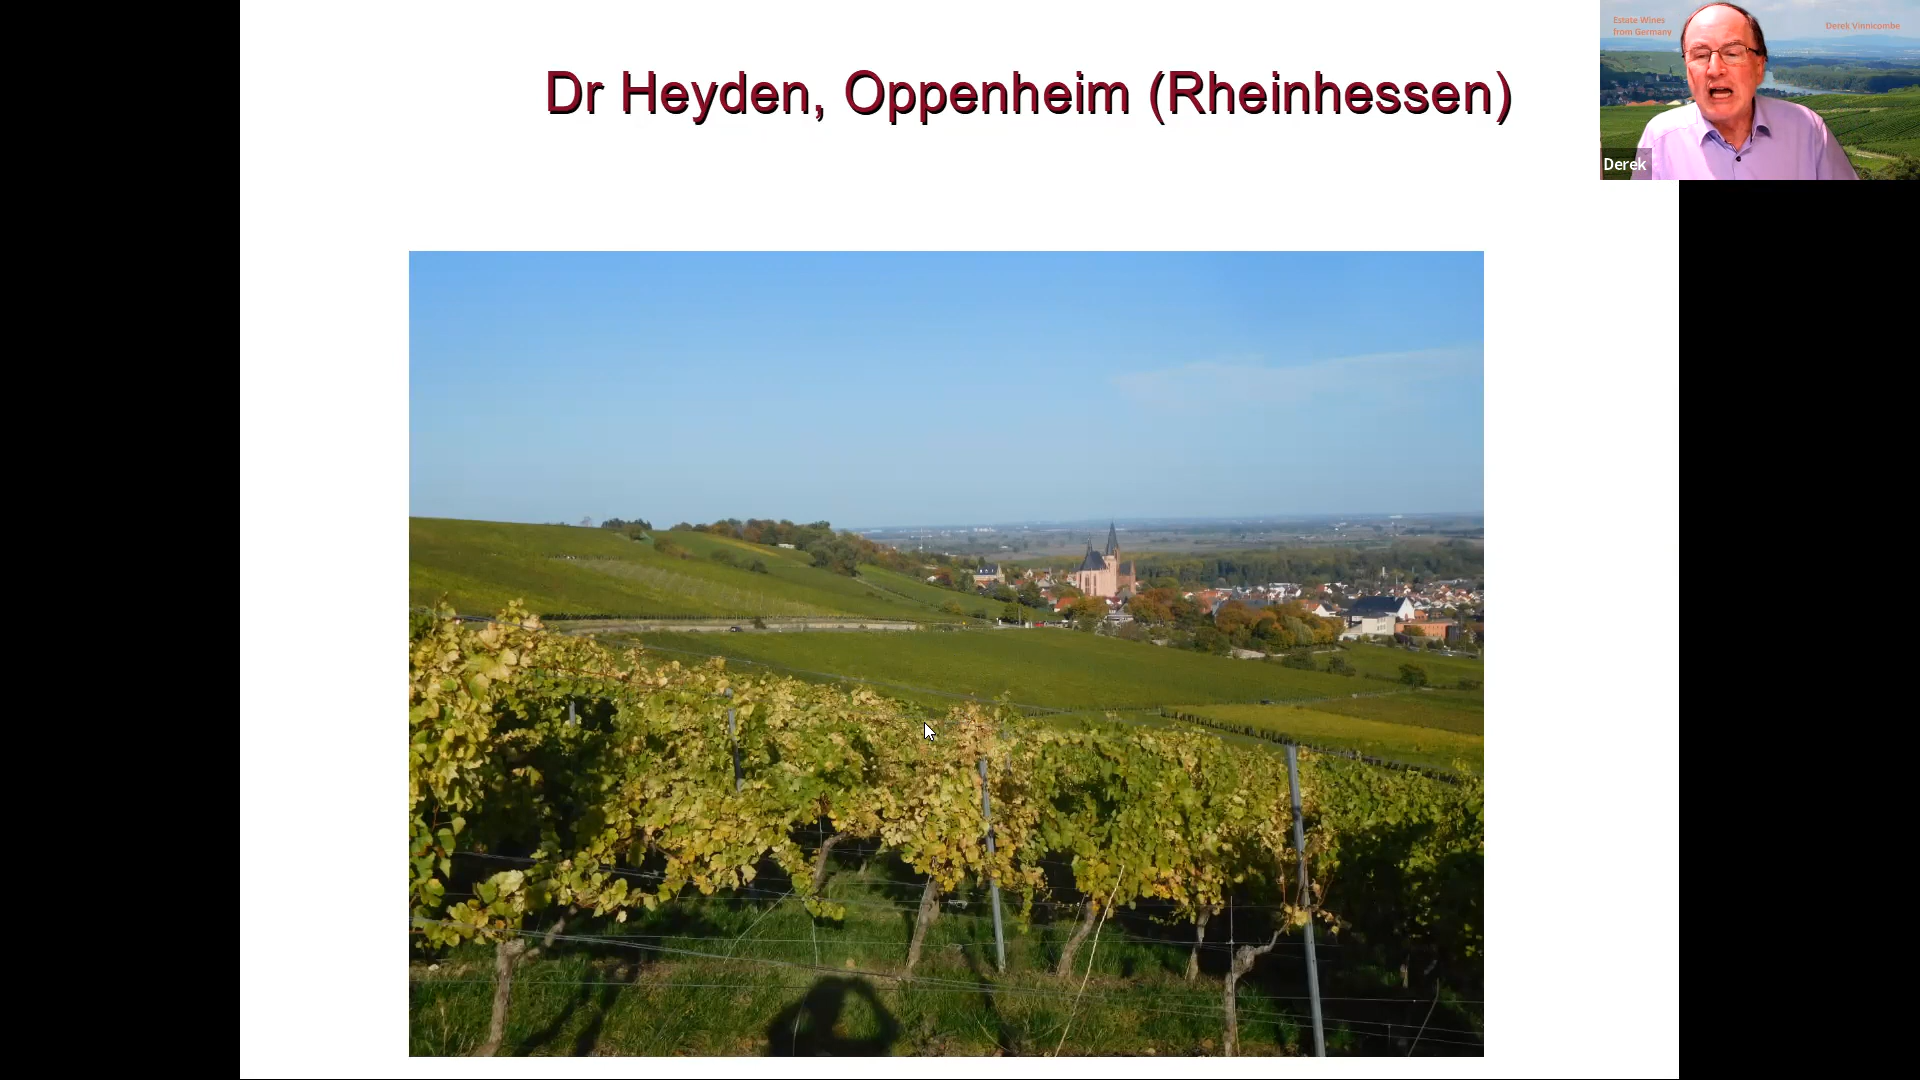 Dr Heyden, Oppenheim (Rheinhessen)
Estate Wines
from Germany
Derek Vinnicombe
Derek